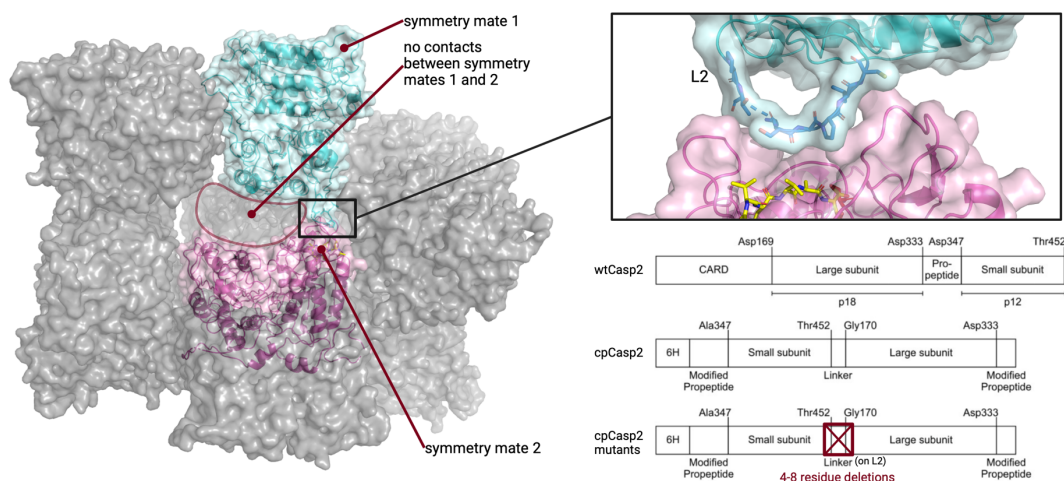 symmetry mate 1
no contacts
between symmetry
mates 1 and 2
symmetry mate 2
L2
Asp169
Asp333
Asp347
Thr452
wtCasp2
CARD
Large subunit
Pro-
peptide
Small subunit
p18
p12
Ala347
Thr452
Gly170
Asp333
cpCasp2
6H
Small subunit
Large subunit
Modified
Propeptide
Linker
Modified
Propeptide
Ala347
Thr452
Gly170
Asp333
cpCasp2
mutants
6H
Small subunit
Large subunit
Modified
Propeptide
Linker (on L2)
Modified
Propeptide
4-8 residue deletions